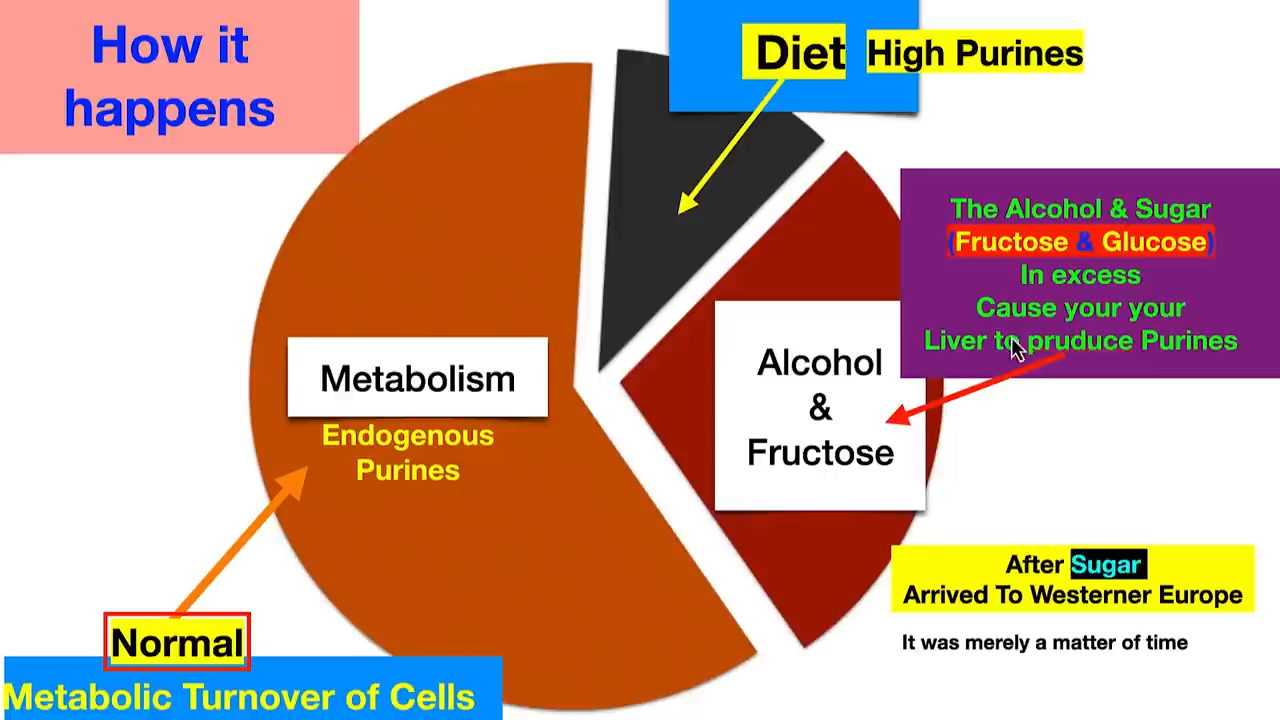 How it
happens
Diet High Purines
The Alcohol & Sugar
(Fructose & Glucose)
In excess
Cause your your
Liver to pruduce Purines
Metabolism
Endogenous
Purines
Alcohol
&
Fructose
After Sugar
Arrived To Westerner Europe
It was merely a matter of time
Normal
Metabolic Turnover of Cells